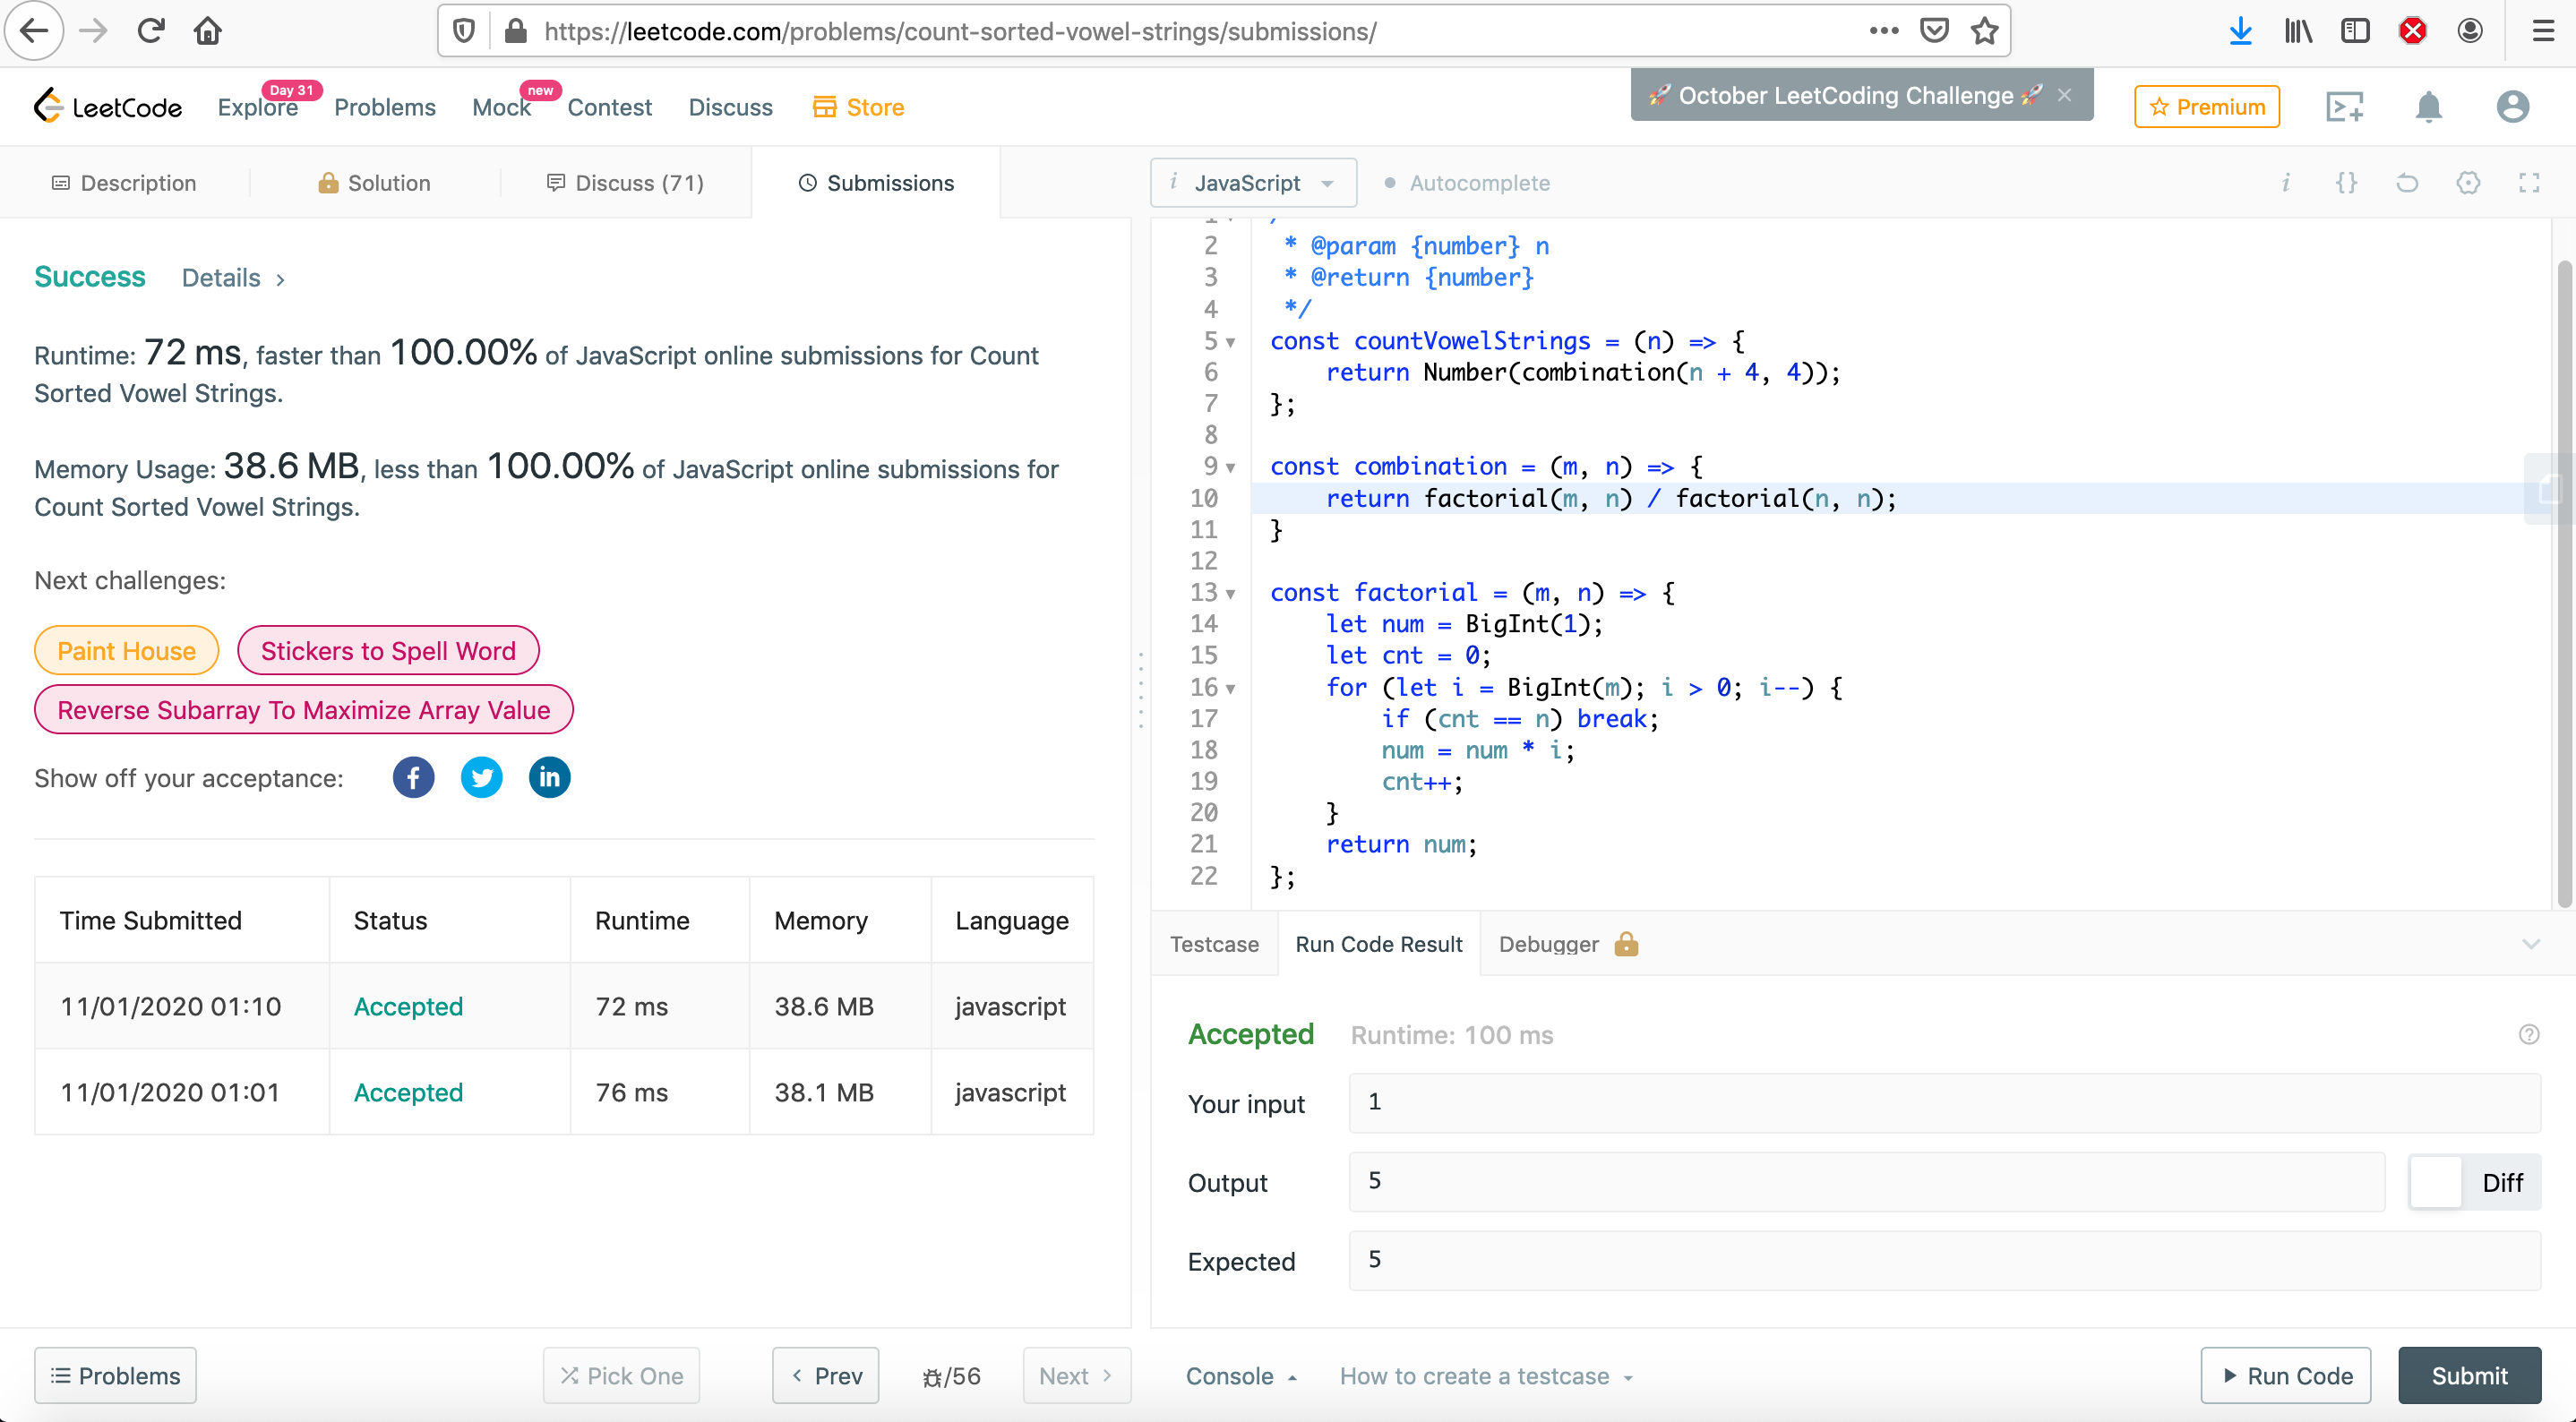 https://leetcode.com/problems/count-sorted-vowel-strings/submissions/
LeetCode
Explore
Day 31
Problems
Mock
new
Contest
Discuss
Store
🚀 October LeetCoding Challenge 🚀 ×
Premium
Description
Solution
Discuss (71)
Submissions
i JavaScript
Autocomplete
Success
Details >
Runtime: 72 ms, faster than 100.00% of JavaScript online submissions for Count
Sorted Vowel Strings.
Memory Usage: 38.6 MB, less than 100.00% of JavaScript online submissions for
Count Sorted Vowel Strings.
Next challenges:
Paint House
Stickers to Spell Word
Reverse Subarray To Maximize Array Value
Show off your acceptance:
Time Submitted Status Runtime Memory Language
11/01/2020 01:10 Accepted 72 ms 38.6 MB javascript
11/01/2020 01:01 Accepted 76 ms 38.1 MB javascript
2 * @param {number} n
3 * @return {number}
4 */
5 const countVowelStrings = (n) => {
6 return Number(combination(n + 4, 4));
7 };
8
9 const combination = (m, n) => {
10 return factorial(m, n) / factorial(n, n);
11 }
12
13 const factorial = (m, n) => {
14 let num = BigInt(1);
15 let cnt = 0;
16 for (let i = BigInt(m); i > 0; i--) {
17 if (cnt == n) break;
18 num = num * i;
19 cnt++;
20 }
21 return num;
22 };
Testcase
Run Code Result
Debugger
Accepted
Runtime: 100 ms
Your input
1
Output
5
Diff
Expected
5
Problems
Pick One
< Prev
/56
Next >
Console
How to create a testcase
Run Code
Submit